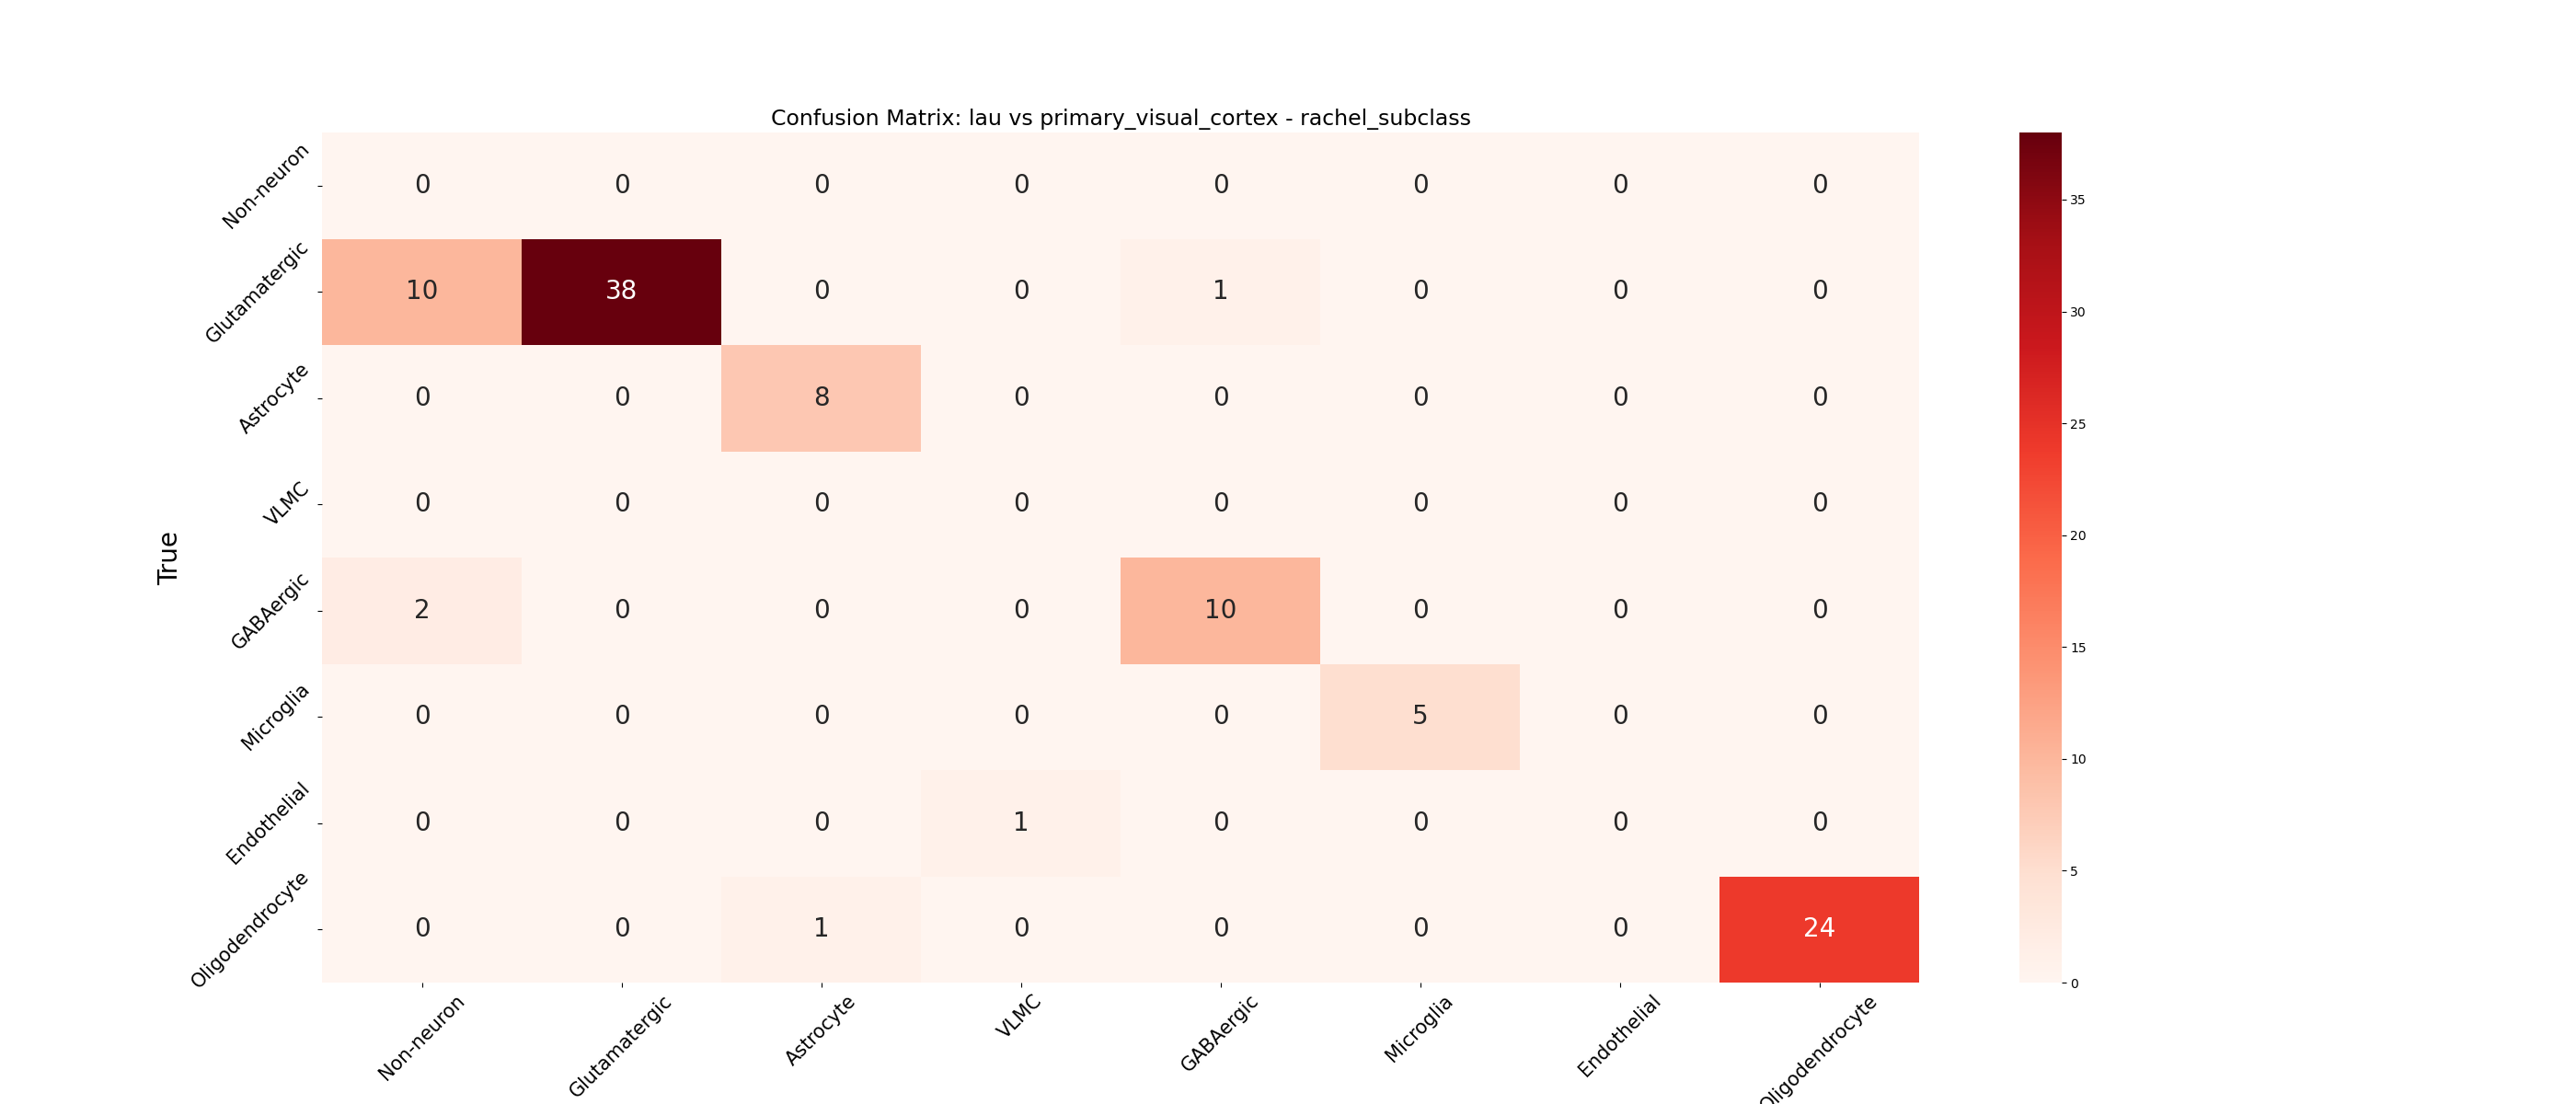 Confusion Matrix: lau vs primary_visual_cortex - rachel_subclass
True
Non-neuron 0 0 0 0 0 0 0 0
Glutamatergic 10 38 0 0 1 0 0 0
Astrocyte 0 0 8 0 0 0 0 0
VLMC 0 0 0 0 0 0 0 0
GABAergic 2 0 0 0 10 0 0 0
Microglia 0 0 0 0 0 5 0 0
Endothelial 0 0 0 1 0 0 0 0
Oligodendrocyte 0 0 1 0 0 0 0 24
Non-neuron Glutamatergic Astrocyte VLMC GABAergic Microglia Endothelial Oligodendrocyte
35
30
25
20
15
10
5
0